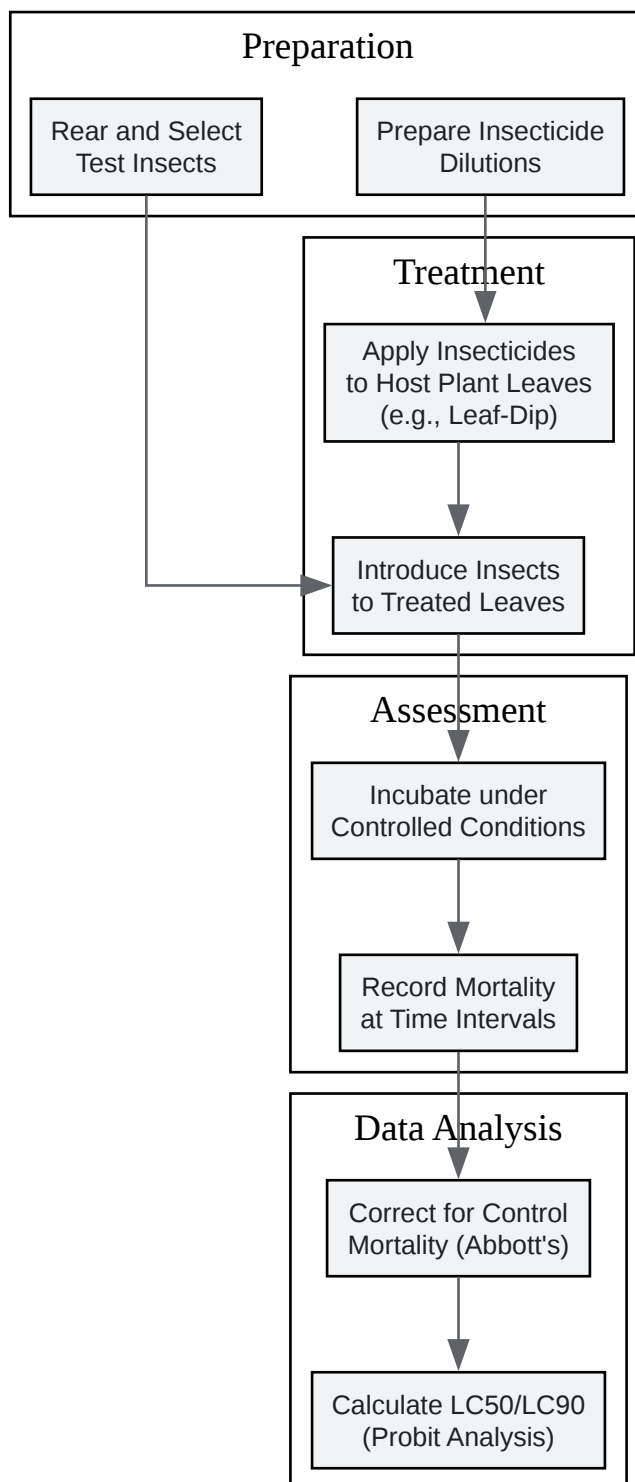 Preparation
Rear and Select
Test Insects
Prepare Insecticide
Dilutions
Treatment
Apply Insecticides
to Host Plant Leaves
(e.g., Leaf-Dip)
Introduce Insects
to Treated Leaves
Assessment
Incubate under
Controlled Conditions
Record Mortality
at Time Intervals
Data Analysis
Correct for Control
Mortality (Abbott's)
Calculate LC50/LC90
(Probit Analysis)